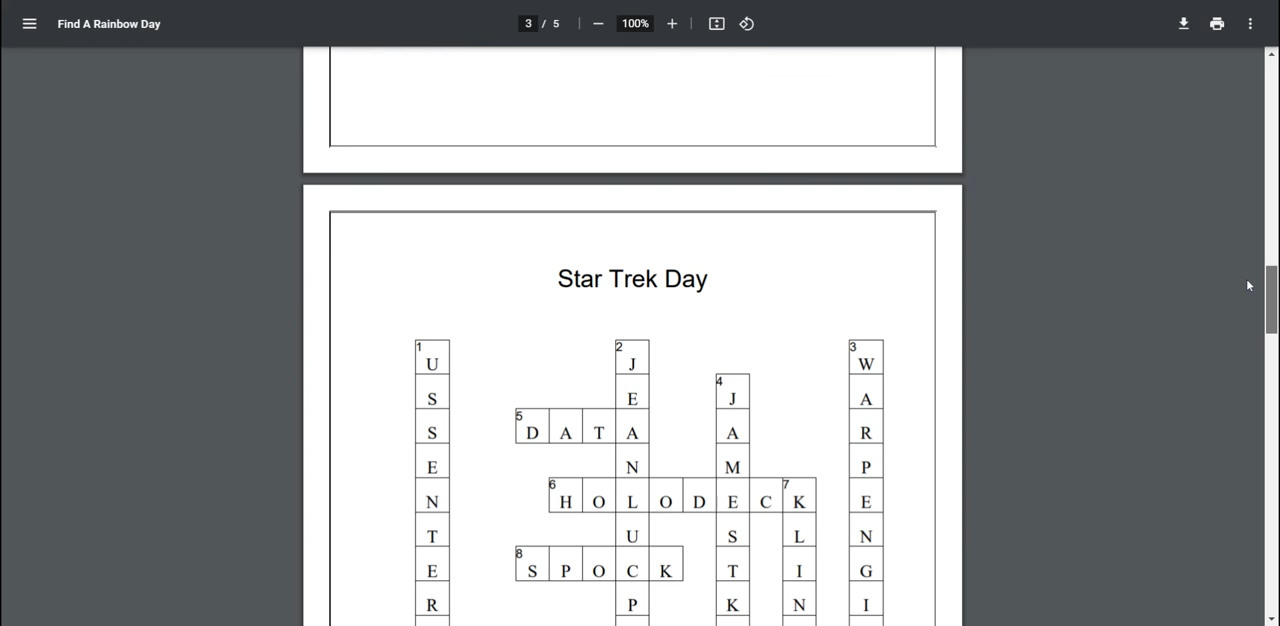 Find A Rainbow Day
3 / 5
100%
Star Trek Day
1 2 3
U J W
4
S E J A
5
S D A T A A R
E N M P
6 7
N H O L O D E C K E
T U S L N
8
E S P O C K T I G
R P K N I